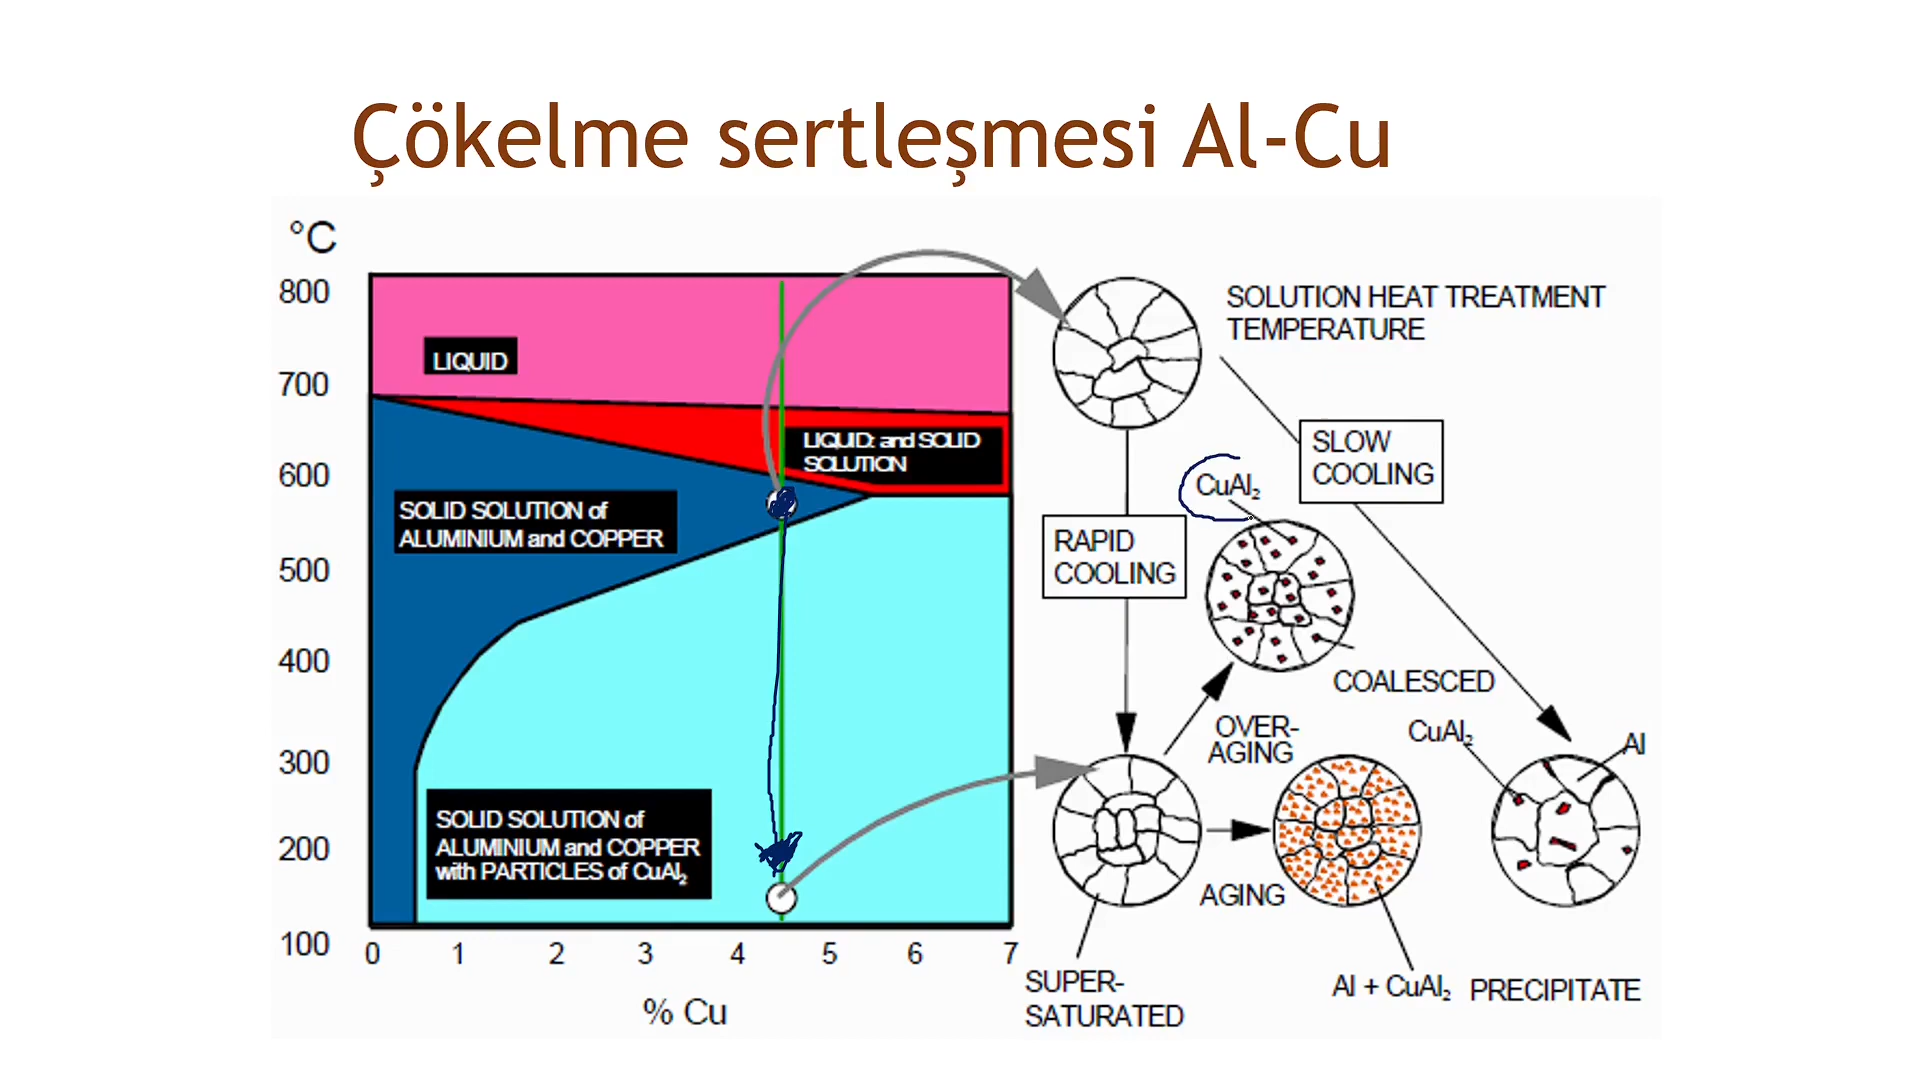 Çökelme sertleşmesi Al-Cu
°C
800
700
600
500
400
300
200
100
0 1 2 3 4 5 6 7
% Cu
LIQUID
LIQUID: and SOLID
SOLUTION
SOLID SOLUTION of
ALUMINIUM and COPPER
SOLID SOLUTION of
ALUMINIUM and COPPER
with PARTICLES of CuAl₂
SOLUTION HEAT TREATMENT
TEMPERATURE
SLOW
COOLING
CuAl₂
RAPID
COOLING
COALESCED
OVER-
AGING
CuAl₂
Al
AGING
SUPER-
SATURATED
Al + CuAl₂
PRECIPITATE